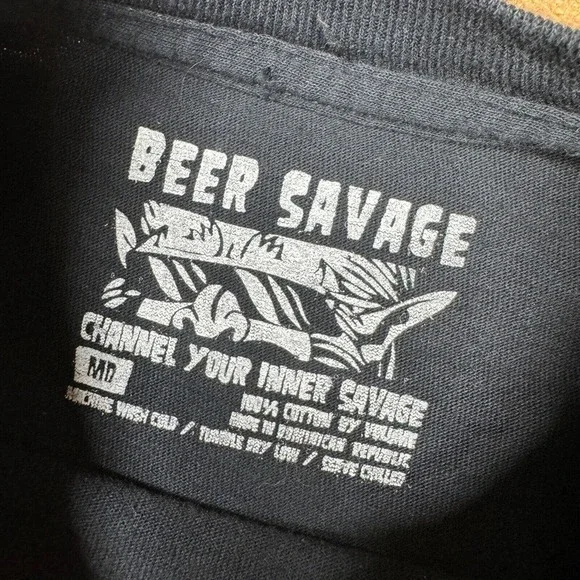 BEER SAVAGE
CHANNEL YOUR INNER SAVAGE
MD
100% COTTON BY VOLUME
MADE IN DOMINICAN REPUBLIC
MACHINE WASH COLD / TUMBLE DRY LOW / SERVE CHILLED